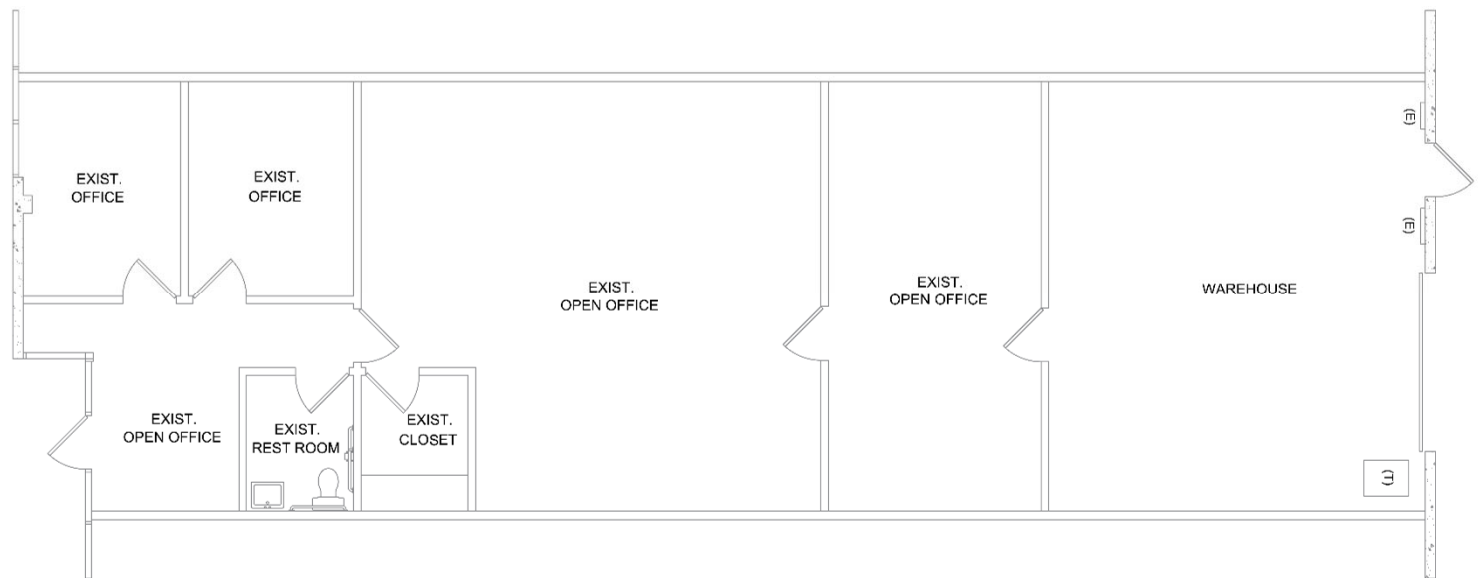 EXIST.
OFFICE
EXIST.
OFFICE
EXIST.
OPEN OFFICE
EXIST.
OPEN OFFICE
WAREHOUSE
(E)
(E)
EXIST.
OPEN OFFICE
EXIST.
REST ROOM
EXIST.
CLOSET
(T)